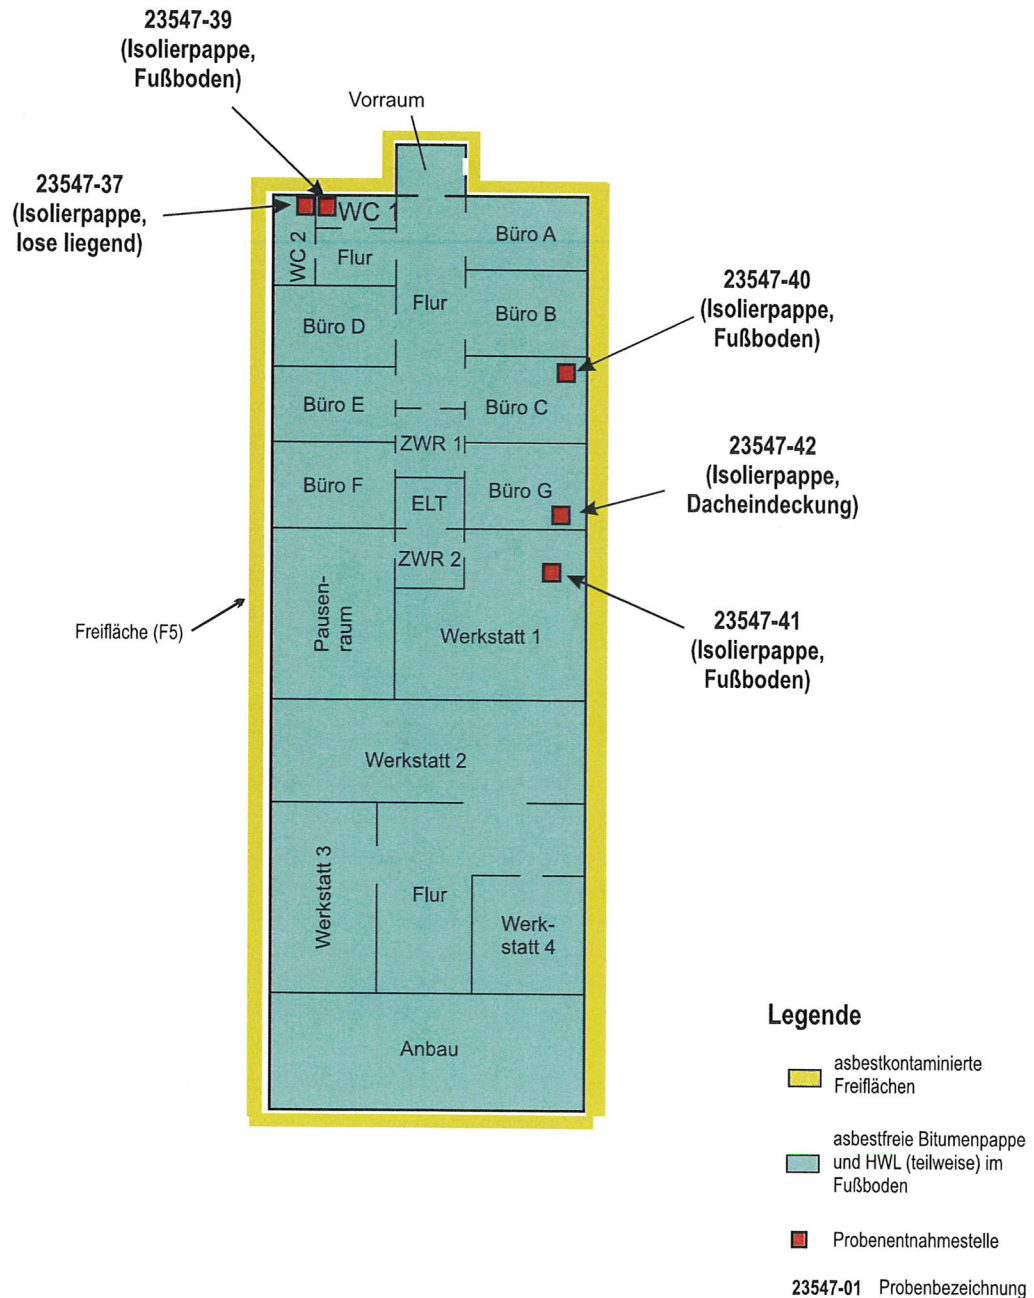 23547-39
(Isolierpappe,
Fußboden)
Vorraum
23547-37
(Isolierpappe,
lose liegend)
WC 1
WC 2
Flur
Büro A
Flur
Büro B
23547-40
(Isolierpappe,
Fußboden)
Büro D
Büro E
Büro C
ZWR 1
23547-42
(Isolierpappe,
Dacheindeckung)
Büro F
ELT
Büro G
ZWR 2
Freifläche (F5)
Pausen-
raum
Werkstatt 1
23547-41
(Isolierpappe,
Fußboden)
Werkstatt 2
Werkstatt 3
Flur
Werk-
statt 4
Anbau
Legende
asbestkontaminierte
Freiflächen
asbestfreie Bitumenpappe
und HWL (teilweise) im
Fußboden
Probenentnahmestelle
23547-01 Probenbezeichnung